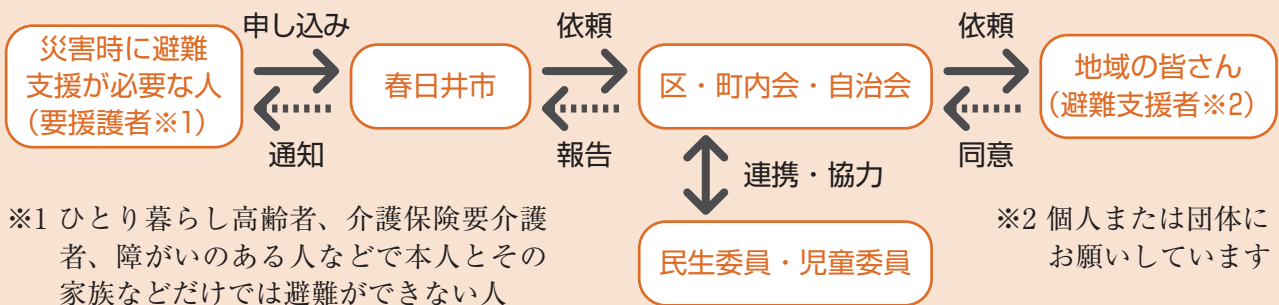 申し込み
依頼
依頼
災害時に避難
支援が必要な人
(要援護者※1)
春日井市
区・町内会・自治会
地域の皆さん
(避難支援者※2)
通知
報告
同意
連携・協力
※1 ひとり暮らし高齢者、介護保険要介護
者、障がいのある人などで本人とその
家族などだけでは避難ができない人
民生委員・児童委員
※2 個人または団体に
お願いしています